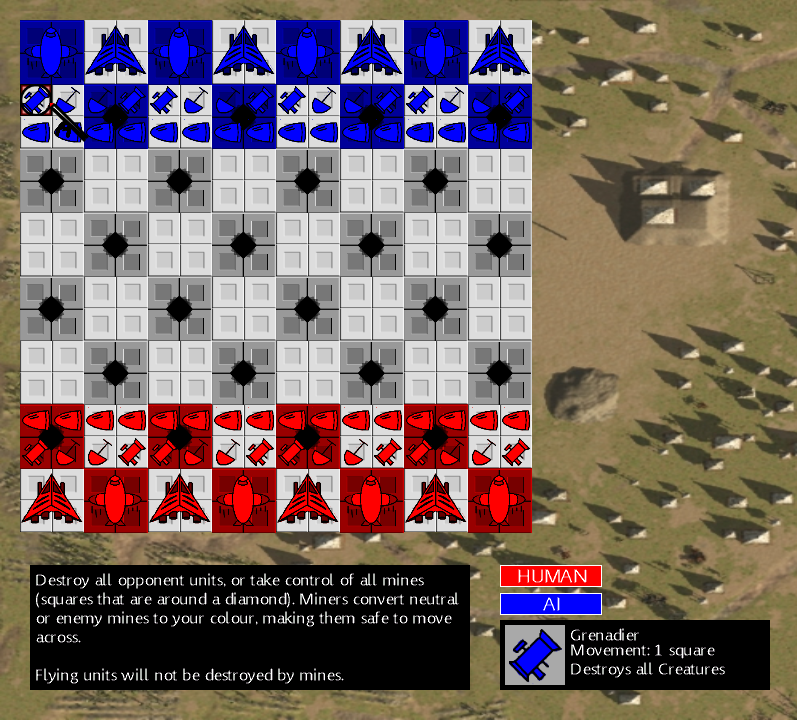 Destroy all opponent units, or take control of all mines
(squares that are around a diamond). Miners convert neutral
or enemy mines to your colour, making them safe to move
across.
Flying units will not be destroyed by mines.
HUMAN
AI
Grenadier
Movement: 1 square
Destroys all Creatures